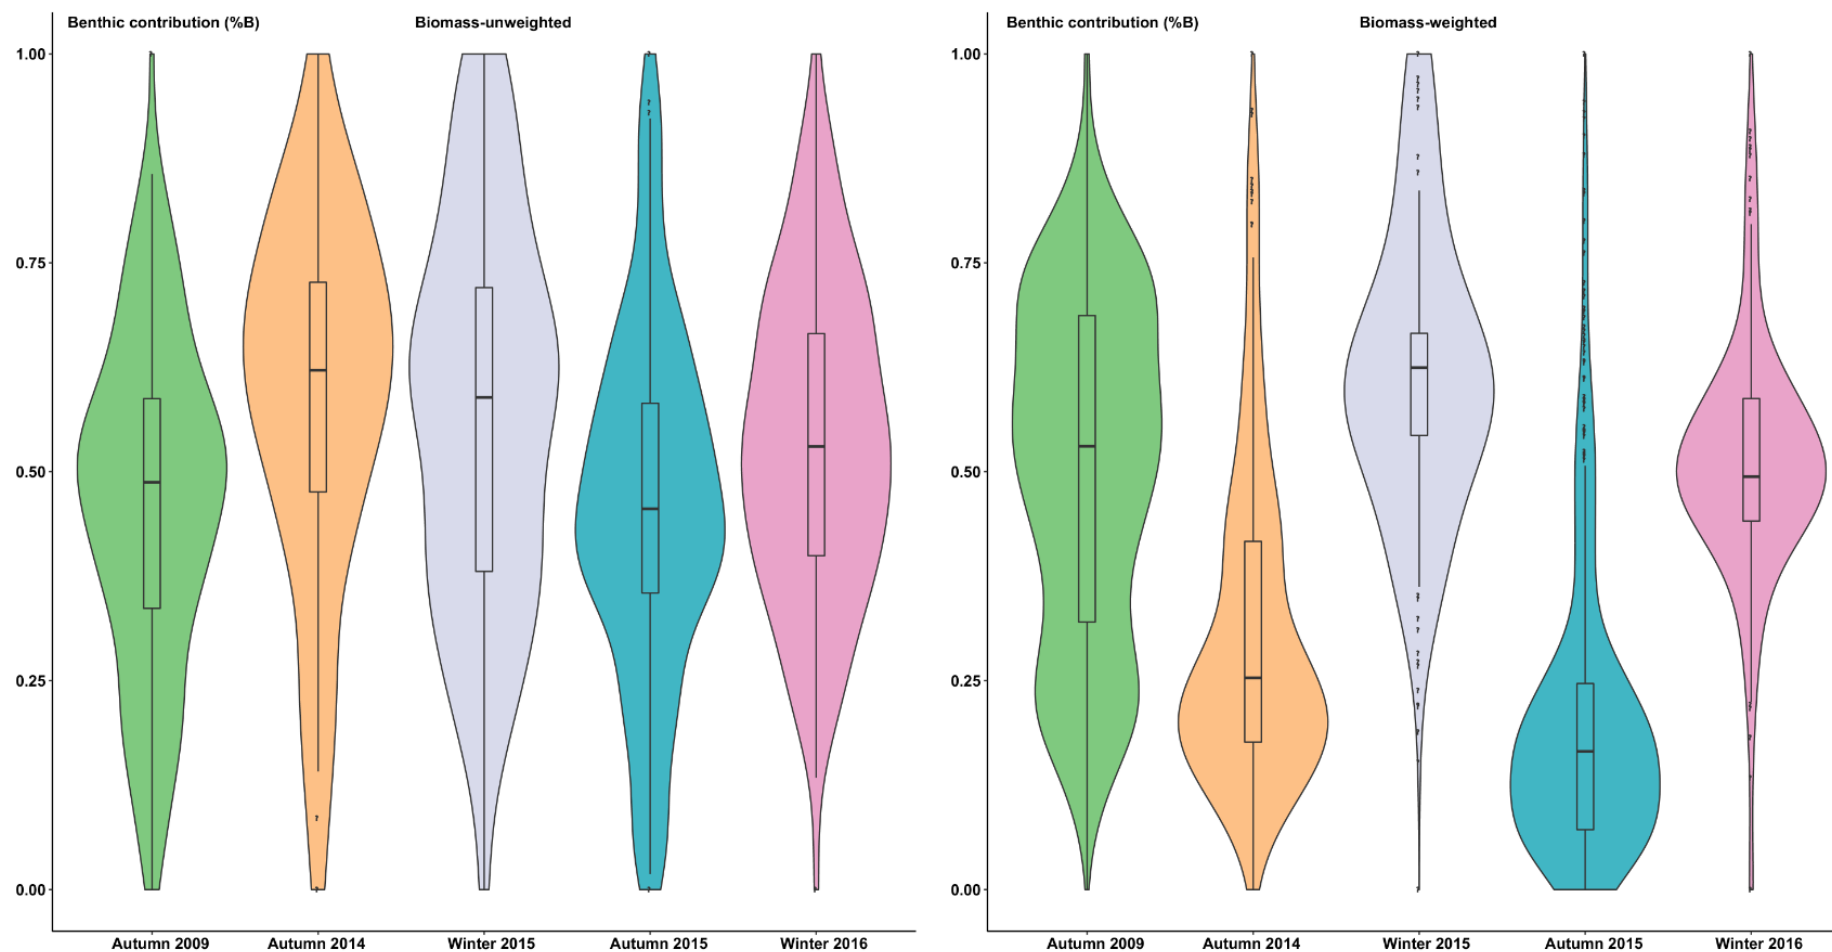 Benthic contribution (%B) Biomass-unweighted
1.00
0.75
0.50
0.25
0.00
Autumn 2009 Autumn 2014 Winter 2015 Autumn 2015 Winter 2016
Benthic contribution (%B) Biomass-weighted
1.00
0.75
0.50
0.25
0.00
Autumn 2009 Autumn 2014 Winter 2015 Autumn 2015 Winter 2016